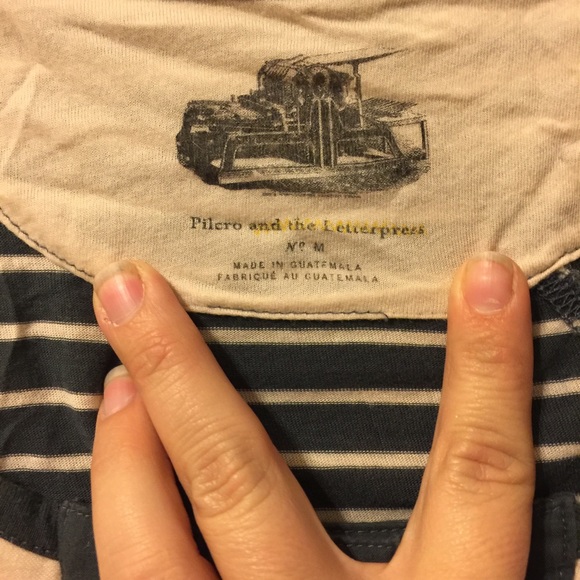 Pilcro and the Letterpress
Nº M
MADE IN GUATEMALA
FABRIQUÉ AU GUATEMALA